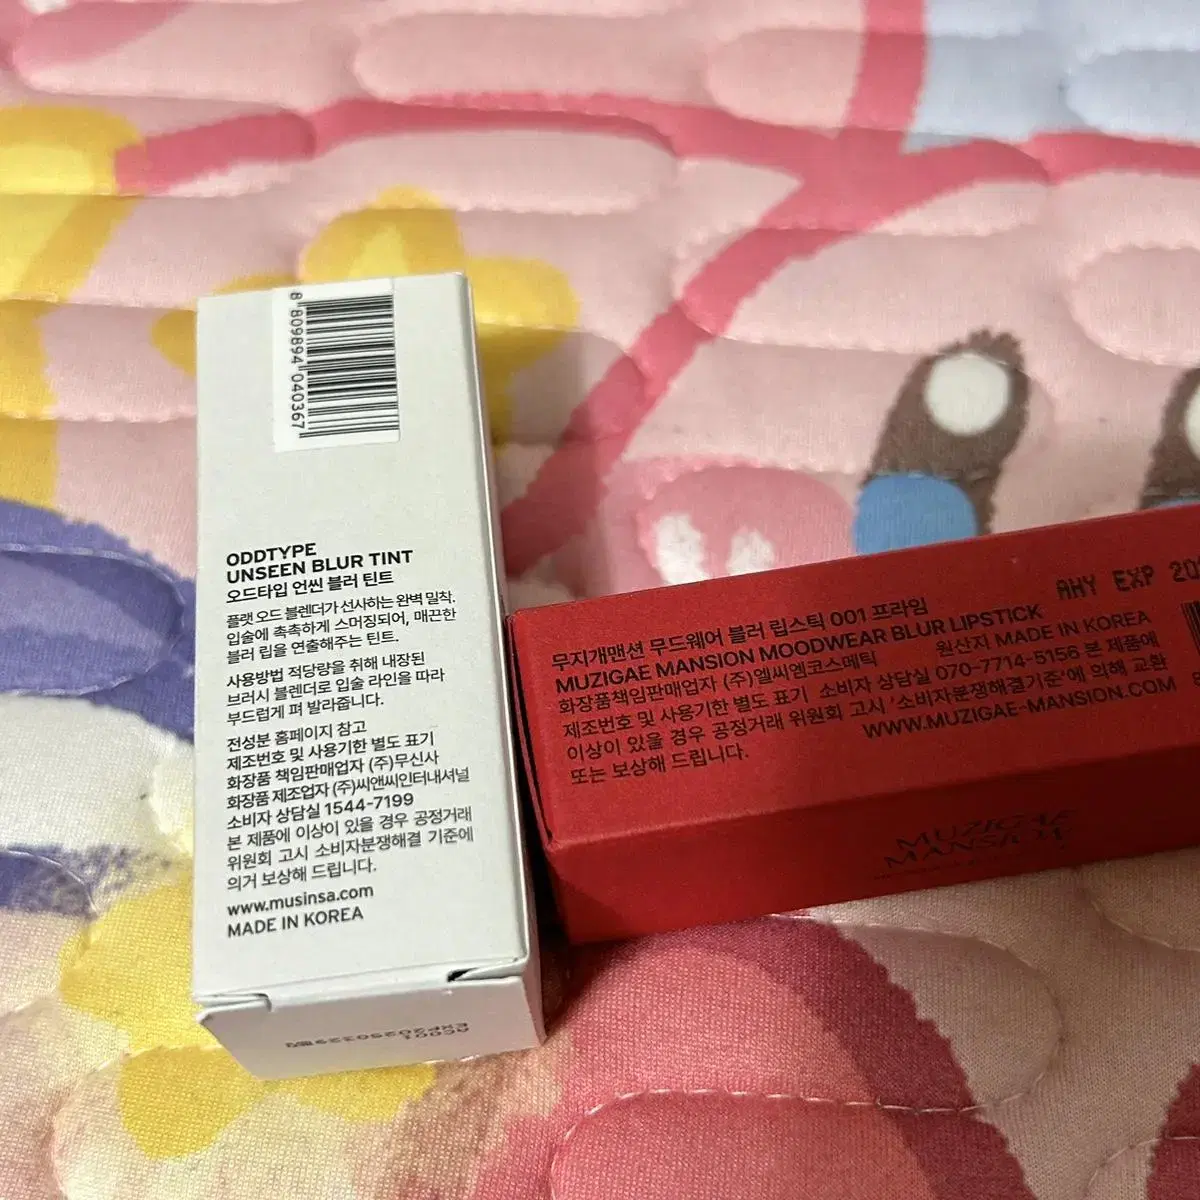 8 809894 040367
ODDTYPE
UNSEEN BLUR TINT
오드타입 언씬 블러 틴트
플랫 오드 블렌더가 선사하는 완벽 밀착.
입술에 촉촉하게 스머징되어, 매끈한
블러 립을 연출해주는 틴트.
사용방법 적당량을 취해 내장된
브러시 블렌더로 입술 라인을 따라
부드럽게 펴 발라줍니다.
전성분 홈페이지 참고
제조번호 및 사용기한 별도 표기
화장품 책임판매업자 (주)무신사
화장품 제조업자 (주)씨앤씨인터내셔널
소비자 상담실 1544-7199
본 제품에 이상이 있을 경우 공정거래
위원회 고시 소비자분쟁해결 기준에
의거 보상해 드립니다.
www.musinsa.com
MADE IN KOREA
AHY EXP
무지개맨션 무드웨어 블러 립스틱 001 프라임
MUZIGAE MANSION MOODWEAR BLUR LIPSTICK
화장품책임판매업자 (주)엘씨엠코스메틱 원산지 MADE IN KOREA
제조번호 및 사용기한 별도 표기 소비자 상담실 070-7714-5156 본 제품에
이상이 있을 경우 공정거래 위원회 고시 '소비자분쟁해결기준'에 의해 교환
또는 보상해 드립니다. WWW.MUZIGAE-MANSION.COM
MUZIGAE
MANSION